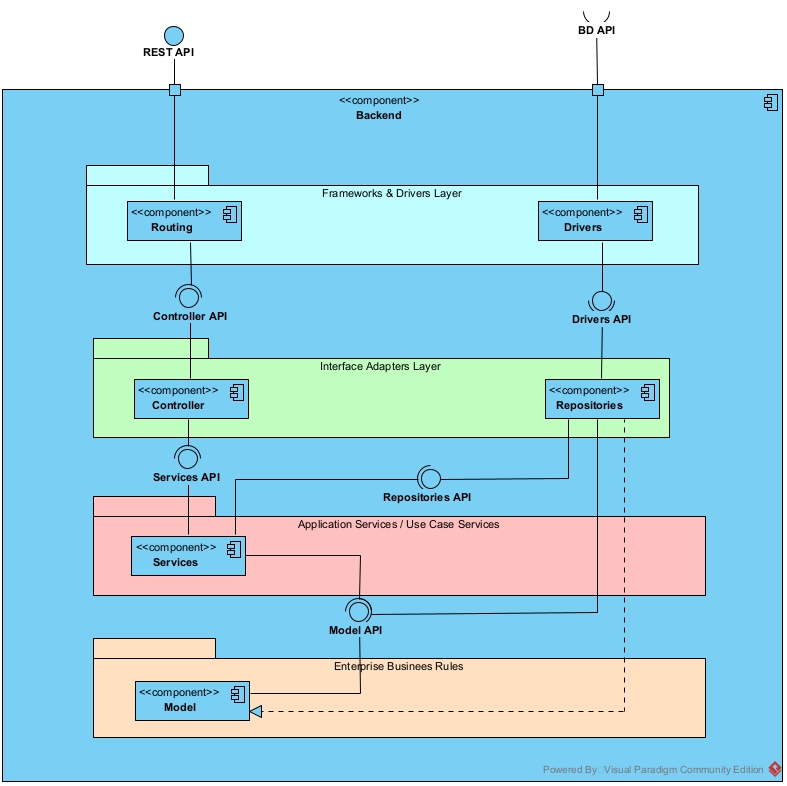 REST API
BD API
<<component>>
Backend
Frameworks & Drivers Layer
<<component>>
Routing
<<component>>
Drivers
Controller API
Drivers API
Interface Adapters Layer
<<component>>
Controller
<<component>>
Repositories
Services API
Repositories API
Application Services / Use Case Services
<<component>>
Services
Model API
Enterprise Businees Rules
<<component>>
Model
Powered By: Visual Paradigm Community Edition